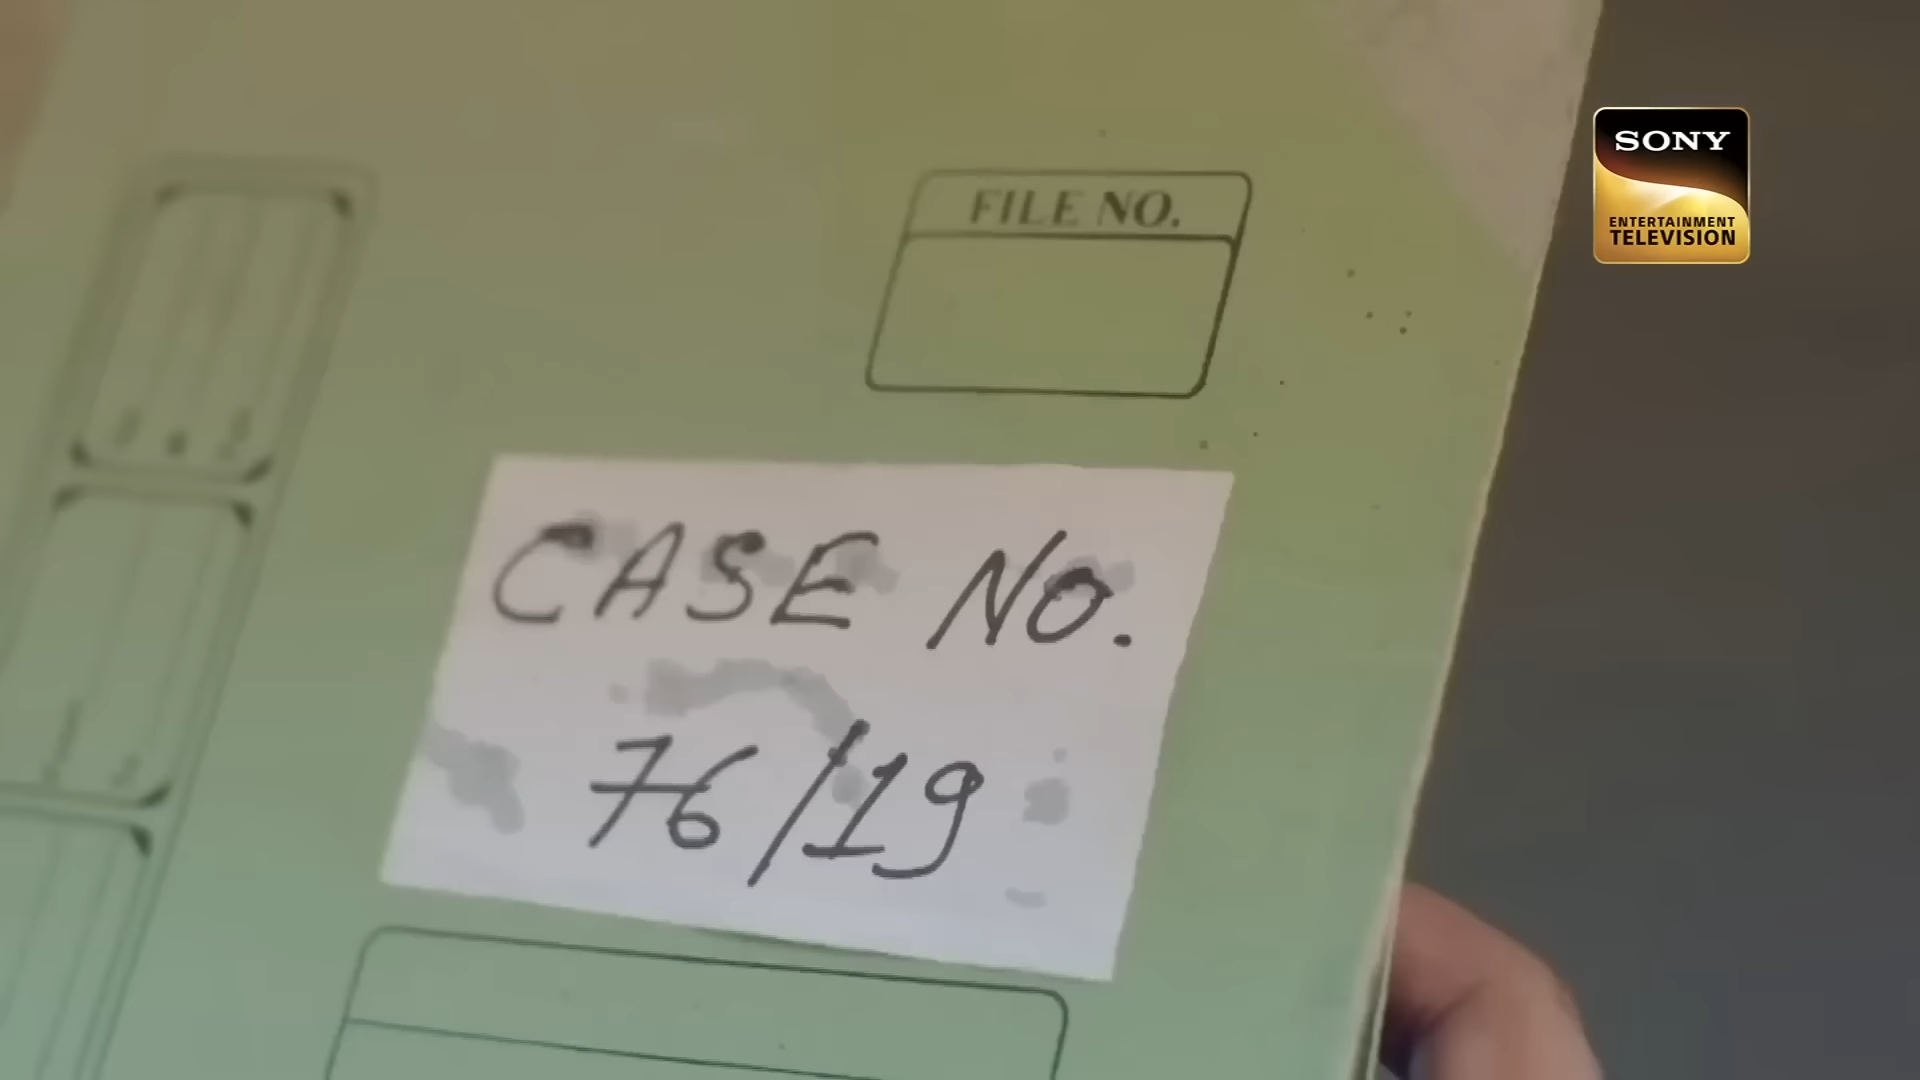 SONY
ENTERTAINMENT
TELEVISION
FILE NO.
CASE NO.
76/19